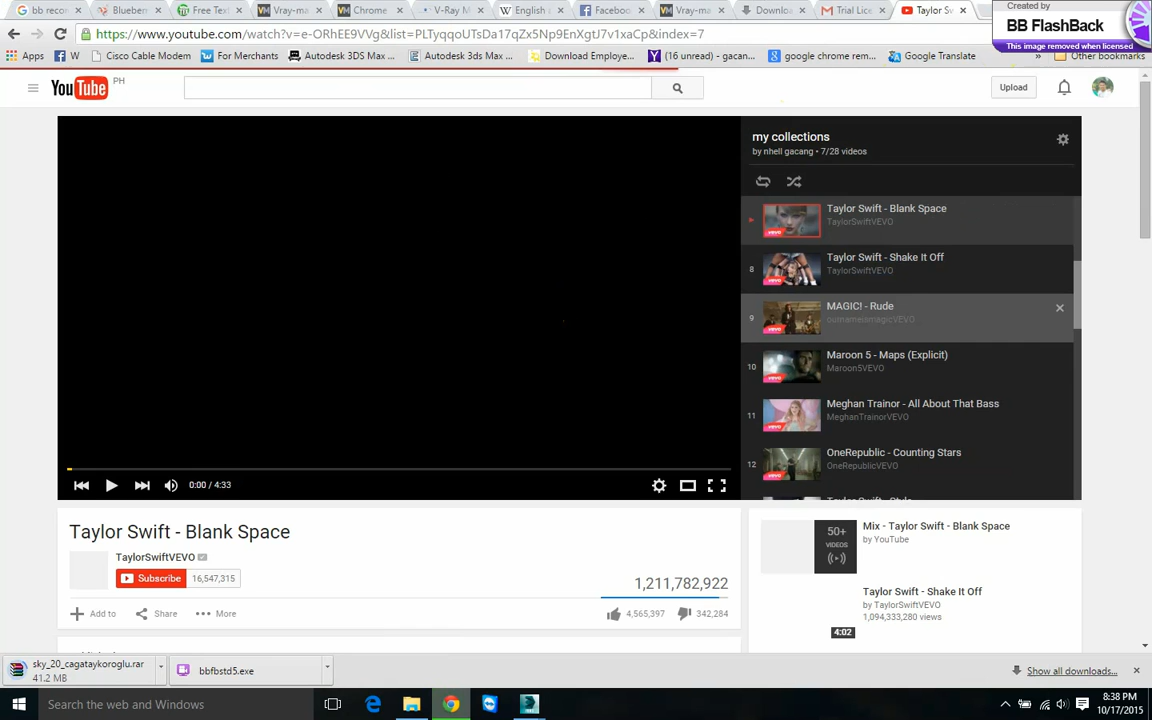 bb recor
Blueber
Free Text
Vray-ma
Chrome
V-Ray M
English
Facebo
Vray-ma
Downlo
Trial Lic
Taylor Sw
Created by
BB FlashBack
This image removed when licensed
https://www.youtube.com/watch?v=e-ORhEE9VVg&list=PLTyqqoUTsDa17qZx5Np9EnXgtJ7v1xaCp&index=7
Apps
W
Cisco Cable Modem
For Merchants
Autodesk 3DS Max ...
Autodesk 3ds Max ...
Download Employe...
(16 unread) - gacan...
google chrome rem...
Google Translate
»
Other bookmarks
YouTube PH
Upload
my collections
by nhell gacang • 7/28 videos
Taylor Swift - Blank Space
TaylorSwiftVEVO
8
Taylor Swift - Shake It Off
TaylorSwiftVEVO
9
MAGIC! - Rude
ournameismagicVEVO
10
Maroon 5 - Maps (Explicit)
Maroon5VEVO
11
Meghan Trainor - All About That Bass
MeghanTrainorVEVO
12
OneRepublic - Counting Stars
OneRepublicVEVO
Taylor Swift - Style
0:00 / 4:33
Taylor Swift - Blank Space
TaylorSwiftVEVO
Subscribe 16,547,315
1,211,782,922
Add to
Share
More
4,565,397
342,284
50+
VIDEOS
Mix - Taylor Swift - Blank Space
by YouTube
Taylor Swift - Shake It Off
by TaylorSwiftVEVO
1,094,333,280 views
4:02
sky_20_cagataykoroglu.rar
41.2 MB
bbfbstd5.exe
Show all downloads...
Search the web and Windows
8:38 PM
10/17/2015